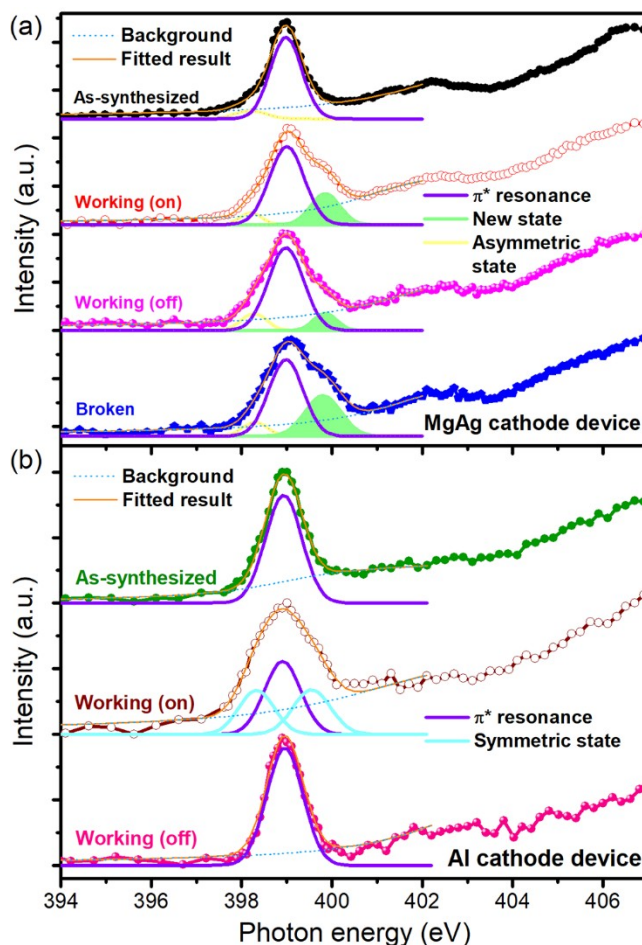 (a)
Background
Fitted result
As-synthesized
Working (on)
π* resonance
New state
Asymmetric
state
Working (off)
Broken
MgAg cathode device
Intensity (a.u.)
(b)
Background
Fitted result
As-synthesized
Working (on)
π* resonance
Symmetric state
Working (off)
Al cathode device
Intensity (a.u.)
394 396 398 400 402 404 406
Photon energy (eV)